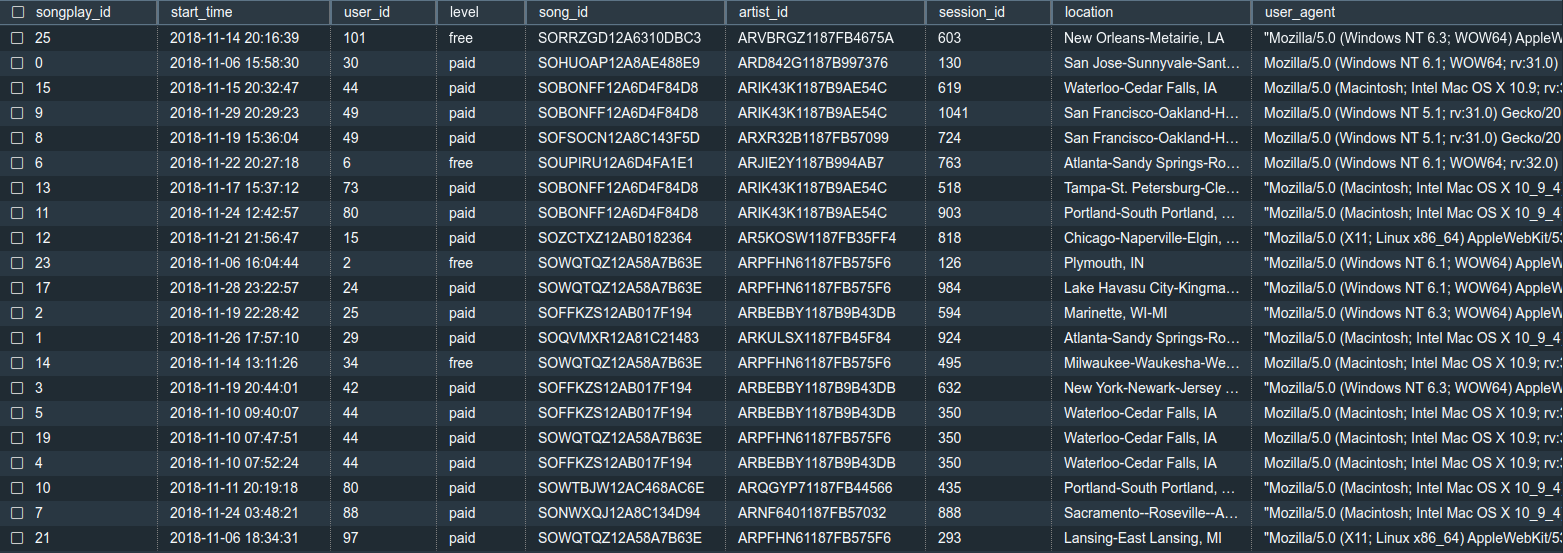 songplay_id start_time user_id level song_id artist_id session_id location user_agent
25 2018-11-14 20:16:39 101 free SORRZGD12A6310DBC3 ARVBRGZ1187FB4675A 603 New Orleans-Metairie, LA "Mozilla/5.0 (Windows NT 6.3; WOW64) AppleW
0 2018-11-06 15:58:30 30 paid SOHUOAP12A8AE488E9 ARD842G1187B997376 130 San Jose-Sunnyvale-Sant... Mozilla/5.0 (Windows NT 6.1; WOW64; rv:31.0)
15 2018-11-15 20:32:47 44 paid SOBONFF12A6D4F84D8 ARIK43K1187B9AE54C 619 Waterloo-Cedar Falls, IA Mozilla/5.0 (Macintosh; Intel Mac OS X 10.9; rv:
9 2018-11-29 20:29:23 49 paid SOBONFF12A6D4F84D8 ARIK43K1187B9AE54C 1041 San Francisco-Oakland-H... Mozilla/5.0 (Windows NT 5.1; rv:31.0) Gecko/20
8 2018-11-19 15:36:04 49 paid SOFSOCN12A8C143F5D ARXR32B1187FB57099 724 San Francisco-Oakland-H... Mozilla/5.0 (Windows NT 5.1; rv:31.0) Gecko/20
6 2018-11-22 20:27:18 6 free SOUPIRU12A6D4FA1E1 ARJIE2Y1187B994AB7 763 Atlanta-Sandy Springs-Ro... Mozilla/5.0 (Windows NT 6.1; WOW64; rv:32.0)
13 2018-11-17 15:37:12 73 paid SOBONFF12A6D4F84D8 ARIK43K1187B9AE54C 518 Tampa-St. Petersburg-Cle... "Mozilla/5.0 (Macintosh; Intel Mac OS X 10_9_4
11 2018-11-24 12:42:57 80 paid SOBONFF12A6D4F84D8 ARIK43K1187B9AE54C 903 Portland-South Portland, ... "Mozilla/5.0 (Macintosh; Intel Mac OS X 10_9_4
12 2018-11-21 21:56:47 15 paid SOZCTXZ12AB0182364 AR5KOSW1187FB35FF4 818 Chicago-Naperville-Elgin, ... "Mozilla/5.0 (X11; Linux x86_64) AppleWebKit/53
23 2018-11-06 16:04:44 2 free SOWQTQZ12A58A7B63E ARPFHN61187FB575F6 126 Plymouth, IN "Mozilla/5.0 (Windows NT 6.1; WOW64) AppleW
17 2018-11-28 23:22:57 24 paid SOWQTQZ12A58A7B63E ARPFHN61187FB575F6 984 Lake Havasu City-Kingma... "Mozilla/5.0 (Windows NT 6.1; WOW64) AppleW
2 2018-11-19 22:28:42 25 paid SOFFKZS12AB017F194 ARBEBBY1187B9B43DB 594 Marinette, WI-MI "Mozilla/5.0 (Windows NT 6.1; WOW64) AppleW
1 2018-11-26 17:57:10 29 paid SOQVMXR12A81C21483 ARKULSX1187FB45F84 924 Atlanta-Sandy Springs-Ro... "Mozilla/5.0 (Macintosh; Intel Mac OS X 10_9_4
14 2018-11-14 13:11:26 34 free SOWQTQZ12A58A7B63E ARPFHN61187FB575F6 495 Milwaukee-Waukesha-We... Mozilla/5.0 (Macintosh; Intel Mac OS X 10.9; rv:
3 2018-11-19 20:44:01 42 paid SOFFKZS12AB017F194 ARBEBBY1187B9B43DB 632 New York-Newark-Jersey ... "Mozilla/5.0 (Windows NT 6.3; WOW64) AppleW
5 2018-11-10 09:40:07 44 paid SOFFKZS12AB017F194 ARBEBBY1187B9B43DB 350 Waterloo-Cedar Falls, IA Mozilla/5.0 (Macintosh; Intel Mac OS X 10.9; rv:
19 2018-11-10 07:47:51 44 paid SOWQTQZ12A58A7B63E ARPFHN61187FB575F6 350 Waterloo-Cedar Falls, IA Mozilla/5.0 (Macintosh; Intel Mac OS X 10.9; rv:
4 2018-11-10 07:52:24 44 paid SOFFKZS12AB017F194 ARBEBBY1187B9B43DB 350 Waterloo-Cedar Falls, IA Mozilla/5.0 (Macintosh; Intel Mac OS X 10.9; rv:
10 2018-11-11 20:19:18 80 paid SOWTBJW12AC468AC6E ARQGYP71187FB44566 435 Portland-South Portland, ... "Mozilla/5.0 (Macintosh; Intel Mac OS X 10_9_4
7 2018-11-24 03:48:21 88 paid SONWXQJ12A8C134D94 ARNF6401187FB57032 888 Sacramento--Roseville--A... "Mozilla/5.0 (Macintosh; Intel Mac OS X 10_9_4
21 2018-11-06 18:34:31 97 paid SOWQTQZ12A58A7B63E ARPFHN61187FB575F6 293 Lansing-East Lansing, MI "Mozilla/5.0 (X11; Linux x86_64) AppleWebKit/53